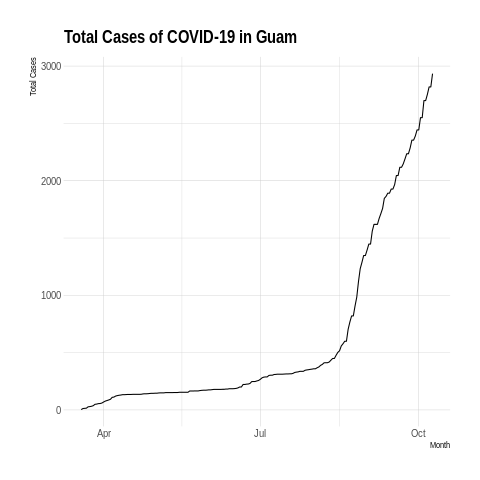 Total Cases of COVID-19 in Guam
Total Cases
3000
2000
1000
0
Apr
Jul
Oct
Month